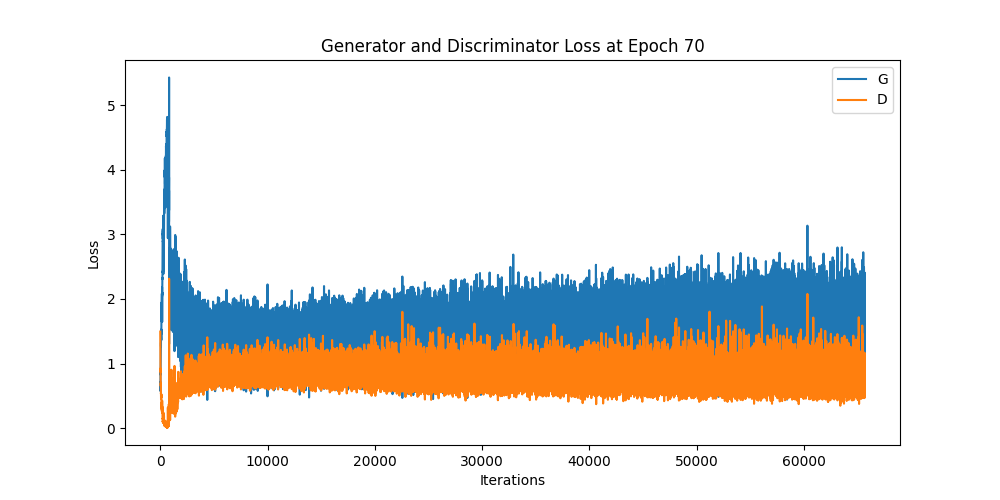 Generator and Discriminator Loss at Epoch 70
G
D
5
4
3
2
1
0
Loss
0 10000 20000 30000 40000 50000 60000
Iterations